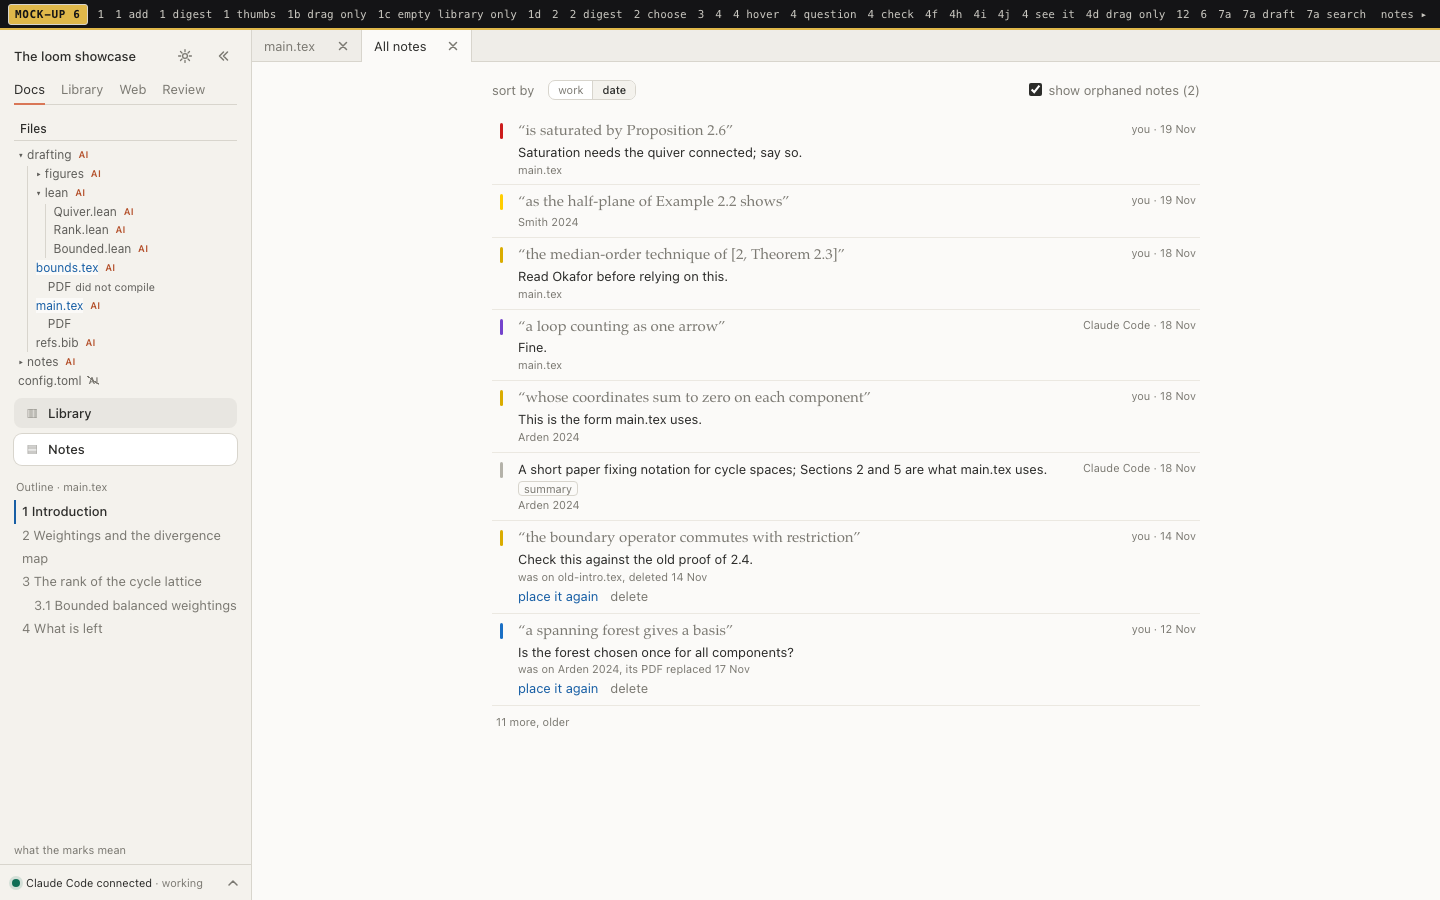 MOCK-UP 6 1 1 add 1 digest 1 thumbs 1b drag only 1c empty library only 1d 2 2 digest 2 choose 3 4 4 hover 4 question 4 check 4f 4h 4i 4j 4 see it 4d drag only 12 6 7a 7a draft 7a search notes ▸
The loom showcase
Docs Library Web Review
Files
drafting AI
figures AI
lean AI
Quiver.lean AI
Rank.lean AI
Bounded.lean AI
bounds.tex AI
PDF did not compile
main.tex AI
PDF
refs.bib AI
notes AI
config.toml AI
Library
Notes
Outline · main.tex
1 Introduction
2 Weightings and the divergence
map
3 The rank of the cycle lattice
3.1 Bounded balanced weightings
4 What is left
what the marks mean
Claude Code connected · working
main.tex
All notes
sort by work date
show orphaned notes (2)
“is saturated by Proposition 2.6” you · 19 Nov
Saturation needs the quiver connected; say so.
main.tex
“as the half-plane of Example 2.2 shows” you · 19 Nov
Smith 2024
“the median-order technique of [2, Theorem 2.3]” you · 18 Nov
Read Okafor before relying on this.
main.tex
“a loop counting as one arrow” Claude Code · 18 Nov
Fine.
main.tex
“whose coordinates sum to zero on each component” you · 18 Nov
This is the form main.tex uses.
Arden 2024
A short paper fixing notation for cycle spaces; Sections 2 and 5 are what main.tex uses. Claude Code · 18 Nov
summary
Arden 2024
“the boundary operator commutes with restriction” you · 14 Nov
Check this against the old proof of 2.4.
was on old-intro.tex, deleted 14 Nov
place it again delete
“a spanning forest gives a basis” you · 12 Nov
Is the forest chosen once for all components?
was on Arden 2024, its PDF replaced 17 Nov
place it again delete
11 more, older